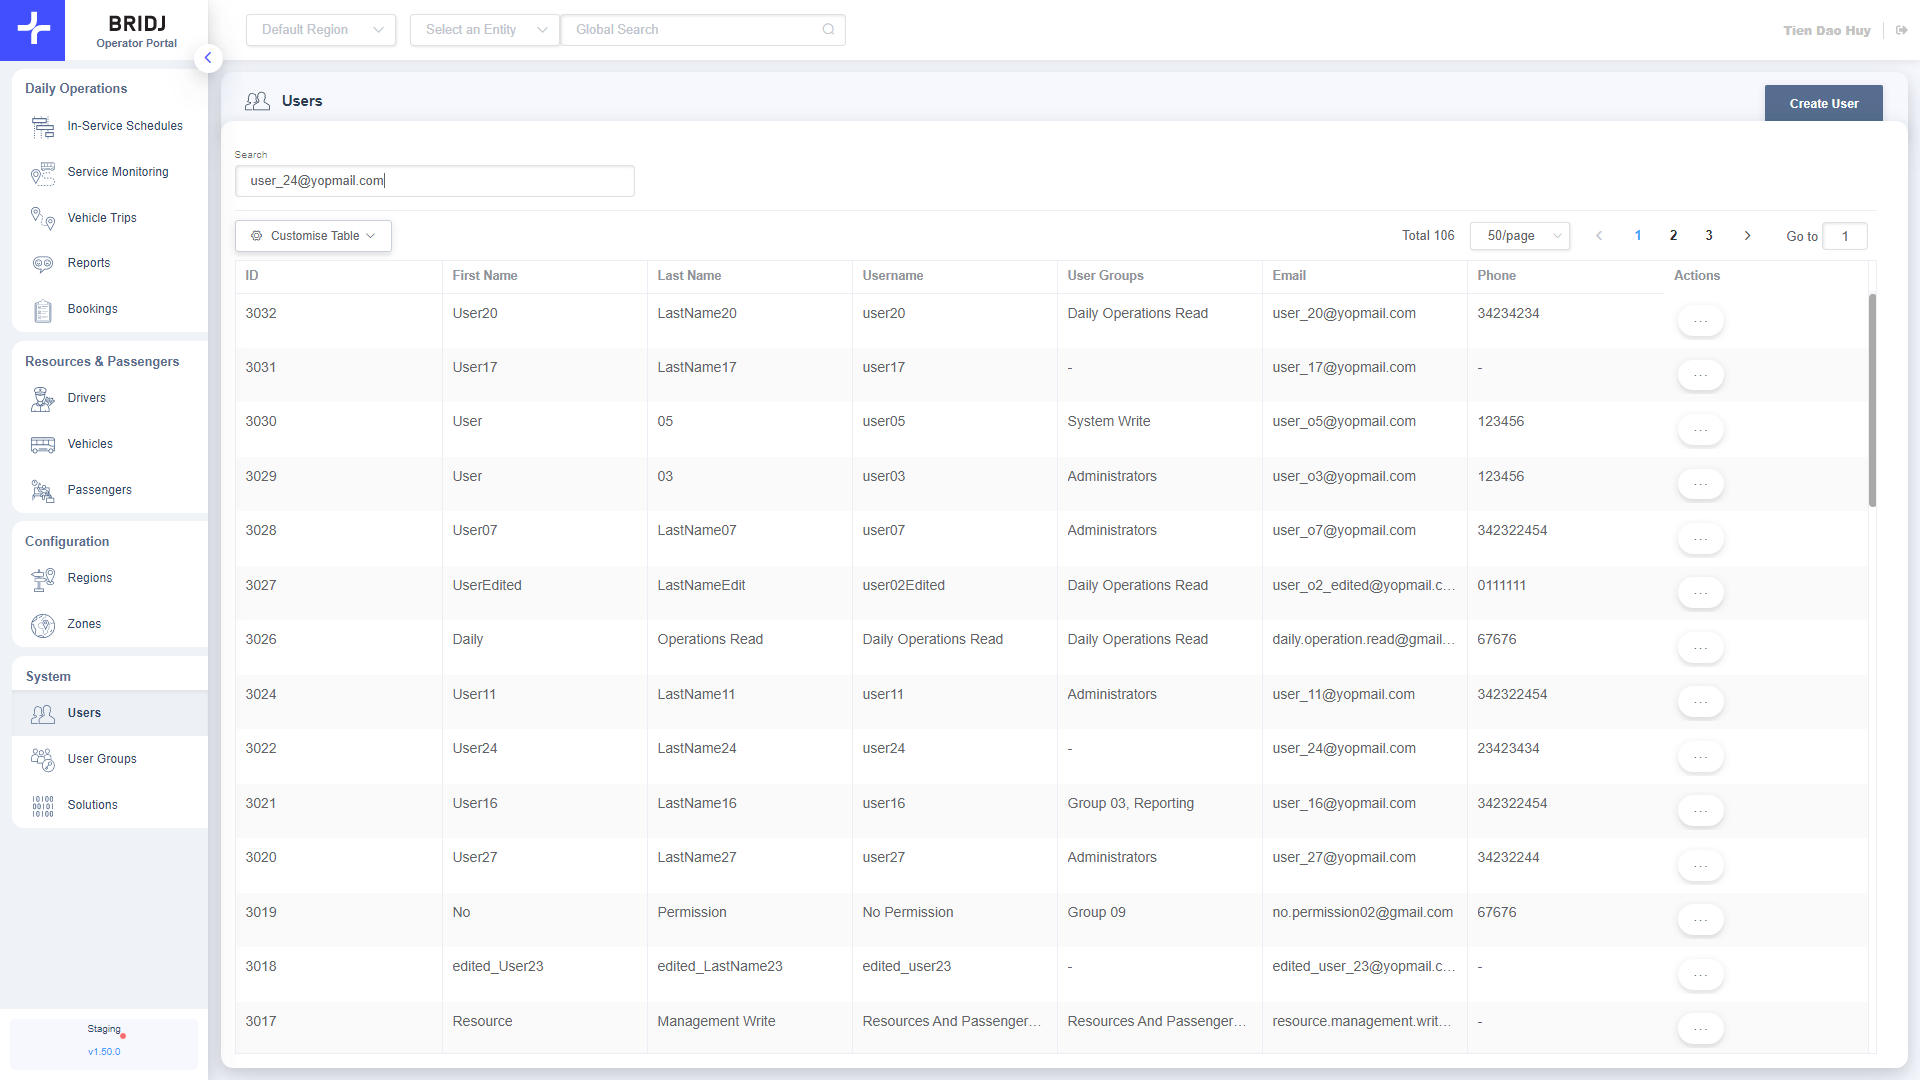 BRIDJ
Operator Portal
Default Region
Select an Entity
Global Search
Tien Dao Huy
Daily Operations
In-Service Schedules
Service Monitoring
Vehicle Trips
Reports
Bookings
Resources & Passengers
Drivers
Vehicles
Passengers
Configuration
Regions
Zones
System
Users
User Groups
Solutions
Staging
v1.50.0
Users
Create User
Search
user_24@yopmail.com
Customise Table
Total 106 50/page 1 2 3 Go to 1
ID First Name Last Name Username User Groups Email Phone Actions
3032 User20 LastName20 user20 Daily Operations Read user_20@yopmail.com 34234234 ...
3031 User17 LastName17 user17 - user_17@yopmail.com - ...
3030 User 05 user05 System Write user_o5@yopmail.com 123456 ...
3029 User 03 user03 Administrators user_o3@yopmail.com 123456 ...
3028 User07 LastName07 user07 Administrators user_o7@yopmail.com 342322454 ...
3027 UserEdited LastNameEdit user02Edited Daily Operations Read user_o2_edited@yopmail.c... 0111111 ...
3026 Daily Operations Read Daily Operations Read Daily Operations Read daily.operation.read@gmail... 67676 ...
3024 User11 LastName11 user11 Administrators user_11@yopmail.com 342322454 ...
3022 User24 LastName24 user24 - user_24@yopmail.com 23423434 ...
3021 User16 LastName16 user16 Group 03, Reporting user_16@yopmail.com 342322454 ...
3020 User27 LastName27 user27 Administrators user_27@yopmail.com 34232244 ...
3019 No Permission No Permission Group 09 no.permission02@gmail.com 67676 ...
3018 edited_User23 edited_LastName23 edited_user23 - edited_user_23@yopmail.c... - ...
3017 Resource Management Write Resources And Passenger... Resources And Passenger... resource.management.writ... - ...